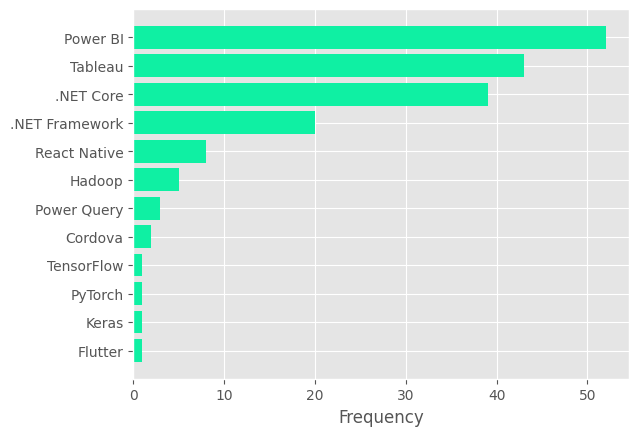 Power BI
Tableau
.NET Core
.NET Framework
React Native
Hadoop
Power Query
Cordova
TensorFlow
PyTorch
Keras
Flutter
0 10 20 30 40 50
Frequency